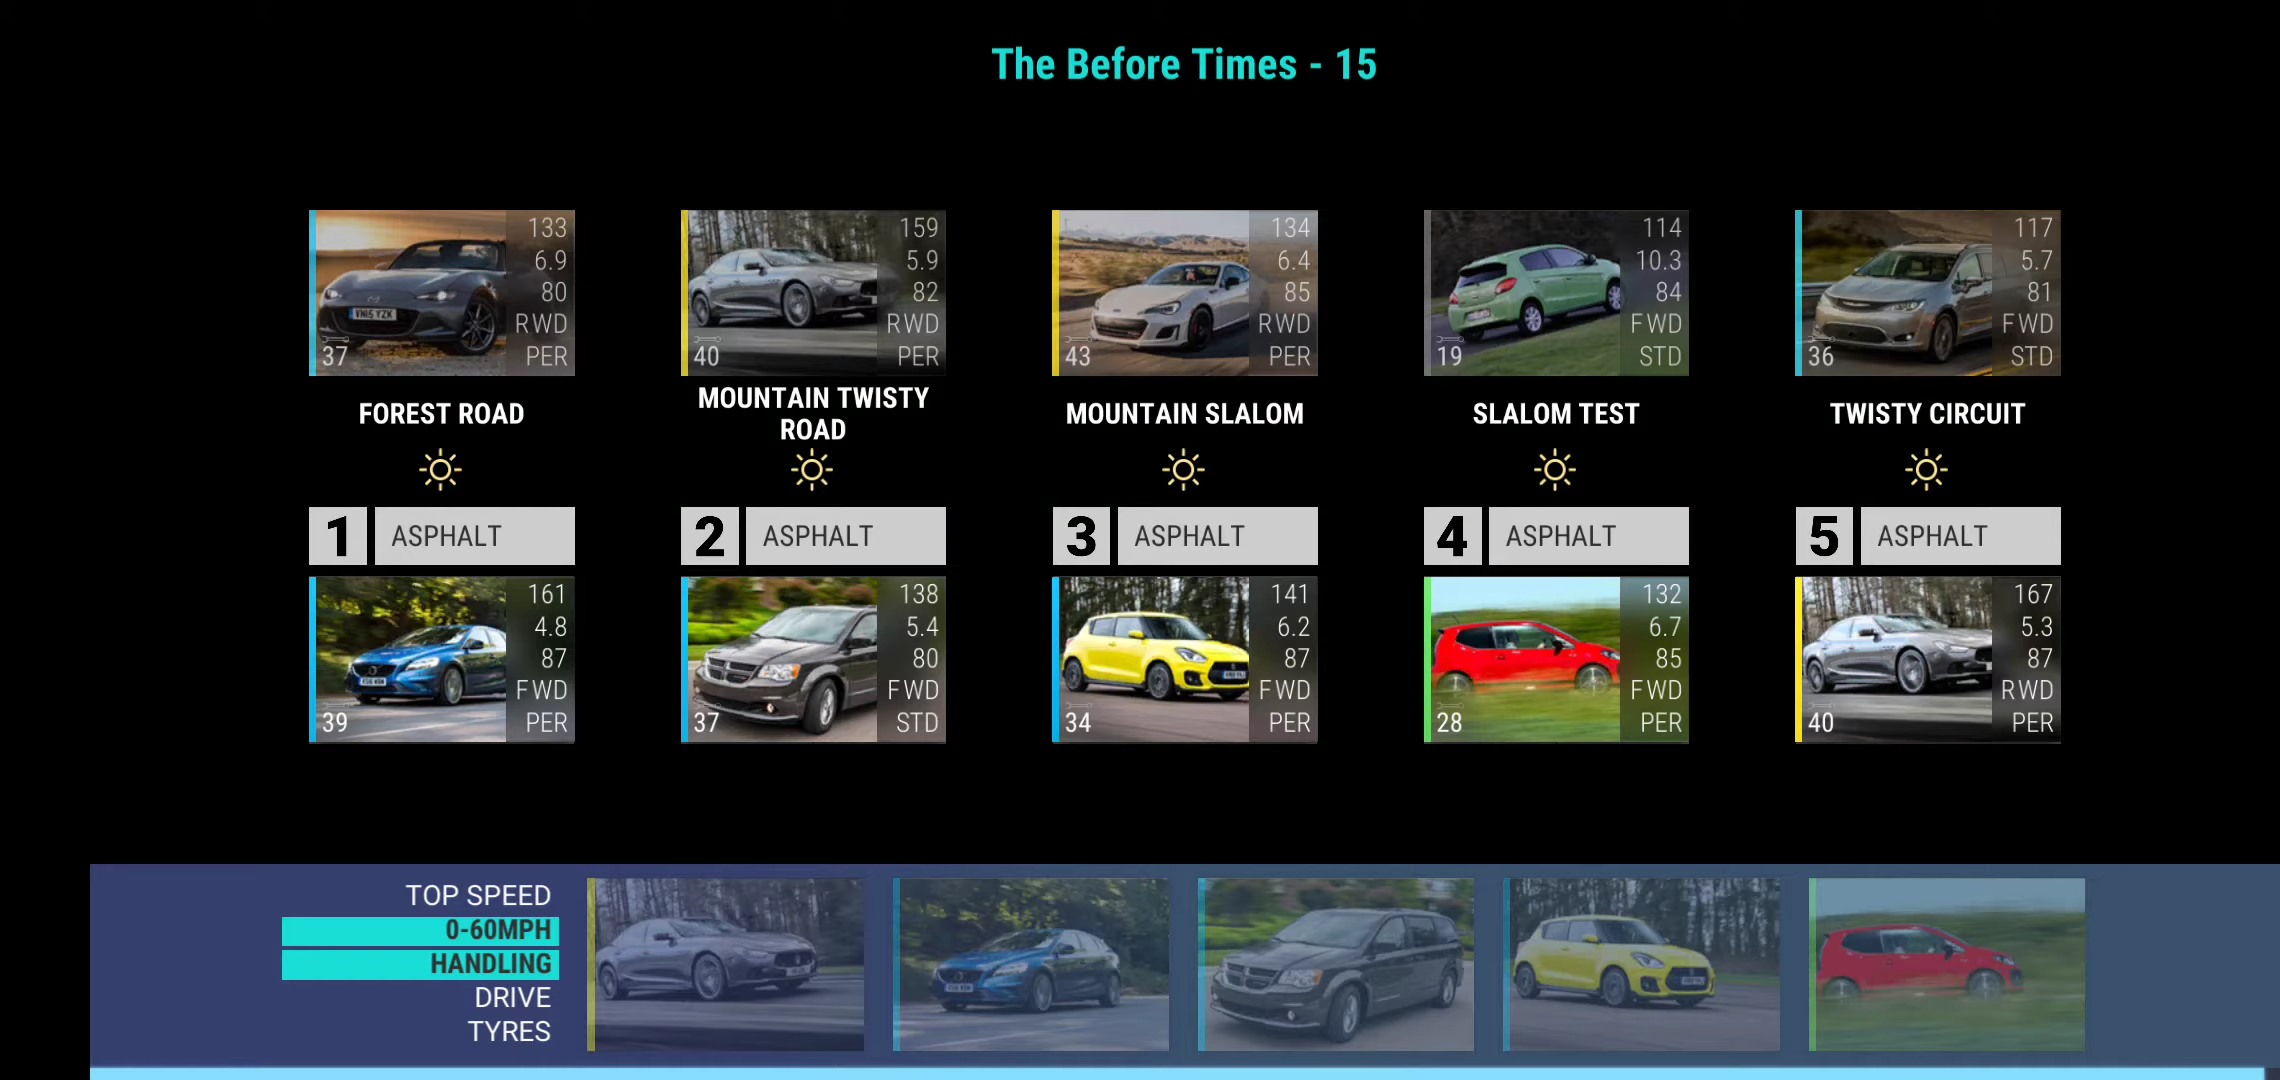 The Before Times - 15
133
6.9
80
RWD
PER
37
VN15 YZK
159
5.9
82
RWD
PER
40
134
6.4
85
RWD
PER
43
114
10.3
84
FWD
STD
19
117
5.7
81
FWD
STD
36
FOREST ROAD
MOUNTAIN TWISTY
ROAD
MOUNTAIN SLALOM
SLALOM TEST
TWISTY CIRCUIT
1 ASPHALT
2 ASPHALT
3 ASPHALT
4 ASPHALT
5 ASPHALT
161
4.8
87
FWD
PER
39
138
5.4
80
FWD
STD
37
141
6.2
87
FWD
PER
34
132
6.7
85
FWD
PER
28
167
5.3
87
RWD
PER
40
TOP SPEED
0-60MPH
HANDLING
DRIVE
TYRES